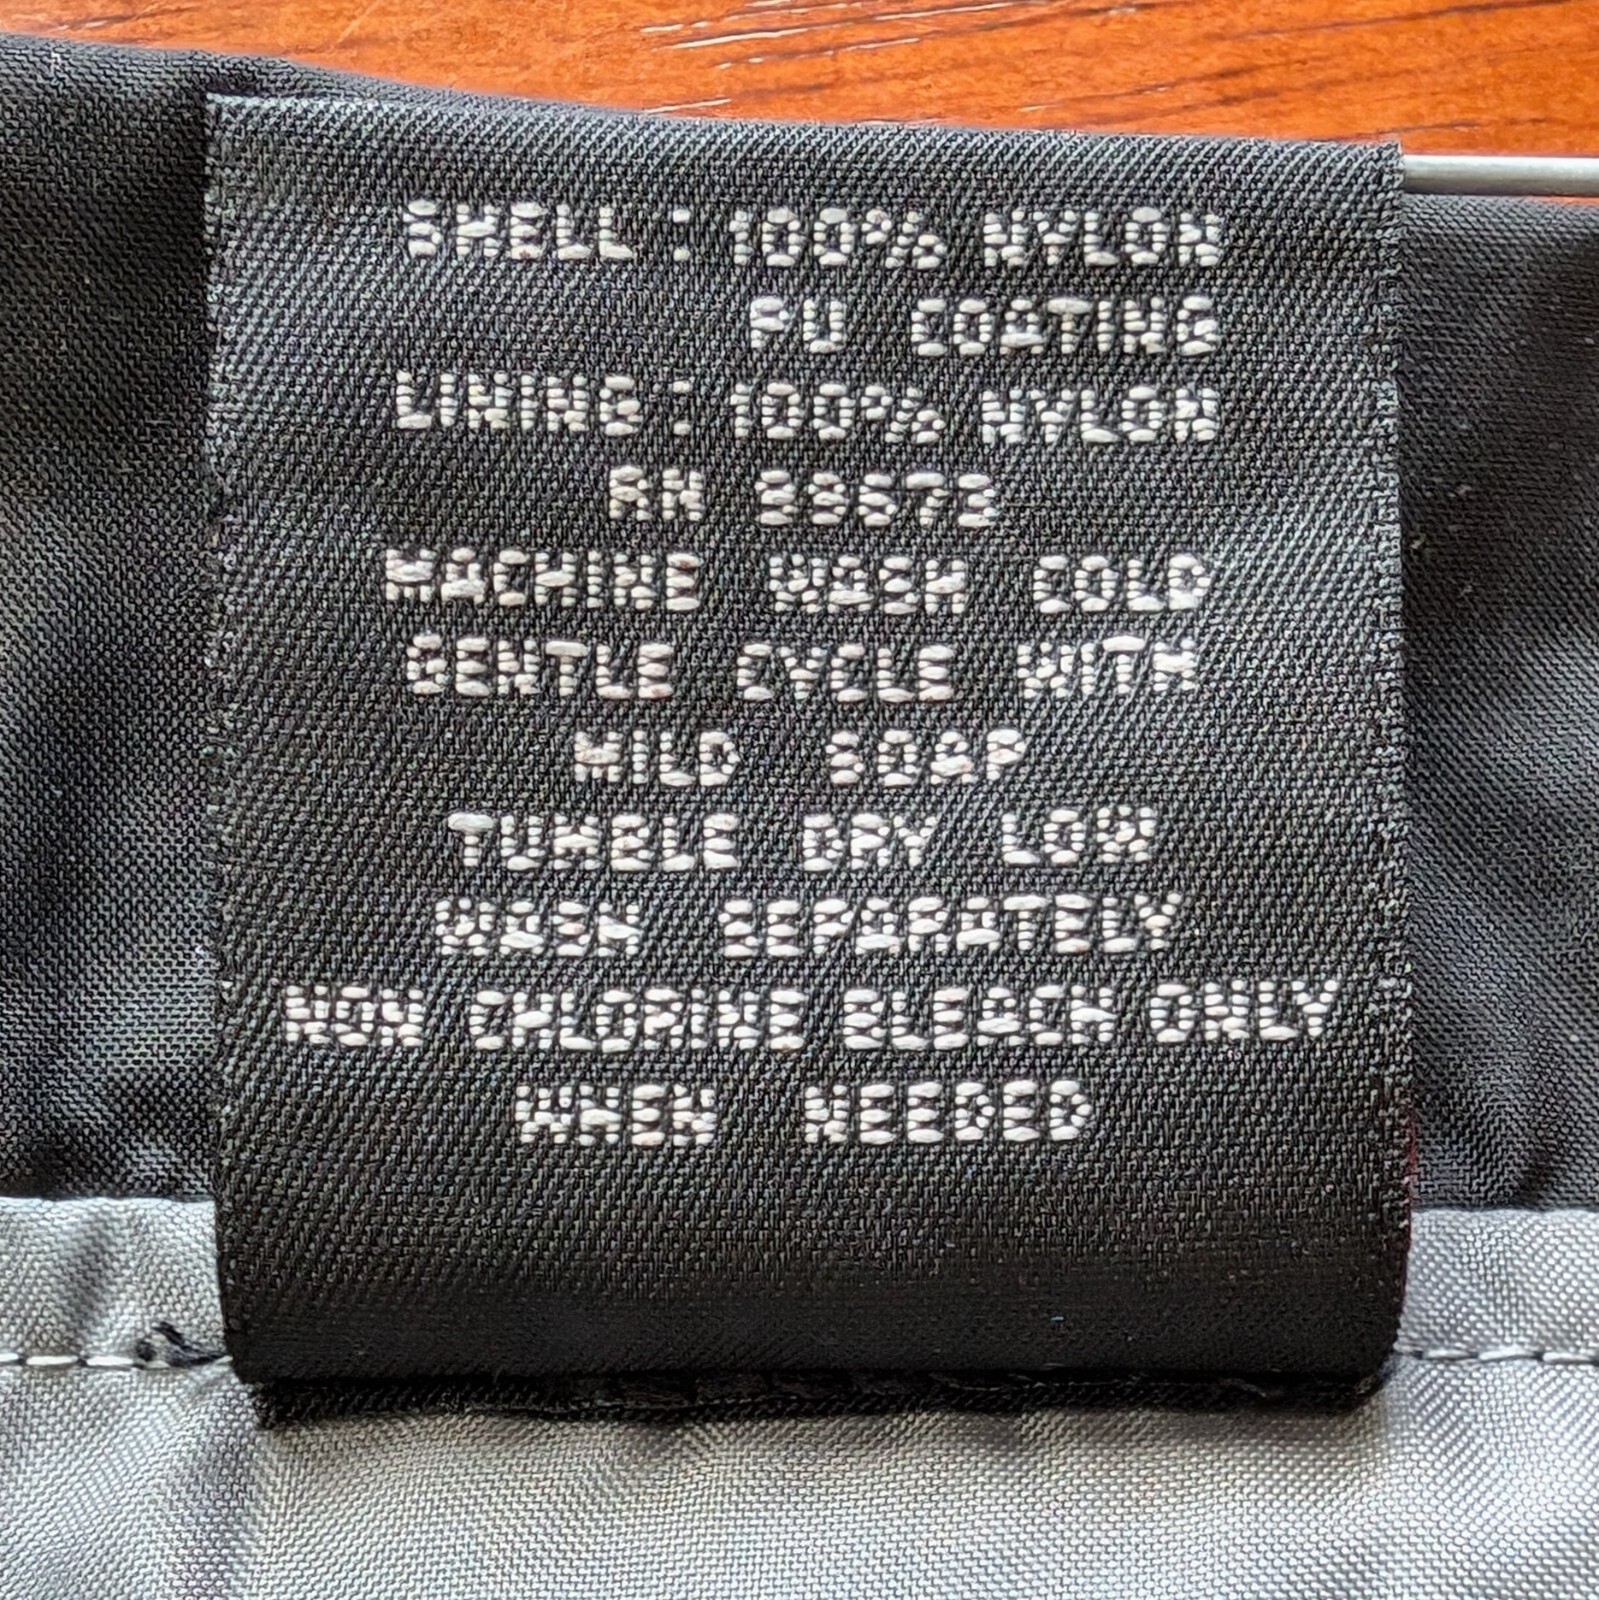 SHELL : 100% NYLON
PU COATING
LINING : 100% NYLON
RN
MACHINE WASH COLD
GENTLE CYCLE WITH
MILD SOAP
TUMBLE DRY LOW
WASH SEPARATELY
NON CHLORINE BLEACH ONLY
WHEN NEEDED